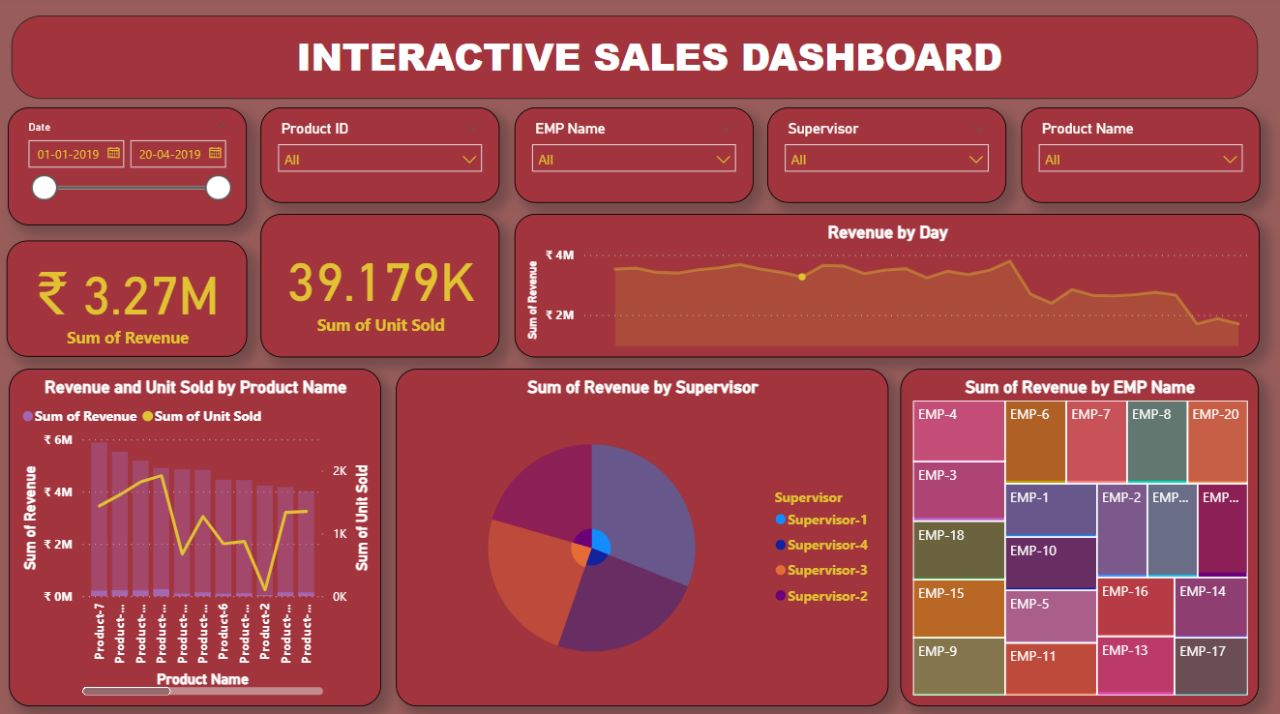 INTERACTIVE SALES DASHBOARD
Date
01-01-2019
20-04-2019
Product ID
All
EMP Name
All
Supervisor
All
Product Name
All
₹ 3.27M
Sum of Revenue
39.179K
Sum of Unit Sold
Revenue by Day
Sum of Revenue
₹ 4M
₹ 2M
Revenue and Unit Sold by Product Name
Sum of Revenue
Sum of Unit Sold
Sum of Revenue
₹ 6M
₹ 4M
₹ 2M
₹ 0M
2K
1K
0K
Sum of Unit Sold
Product-7
Product-...
Product-...
Product-...
Product-...
Product-...
Product-6
Product-...
Product-2
Product-...
Product-...
Product Name
Sum of Revenue by Supervisor
Supervisor
Supervisor-1
Supervisor-4
Supervisor-3
Supervisor-2
Sum of Revenue by EMP Name
EMP-4
EMP-6
EMP-7
EMP-8
EMP-20
EMP-3
EMP-1
EMP-2
EMP...
EMP...
EMP-18
EMP-10
EMP-15
EMP-5
EMP-16
EMP-14
EMP-9
EMP-11
EMP-13
EMP-17